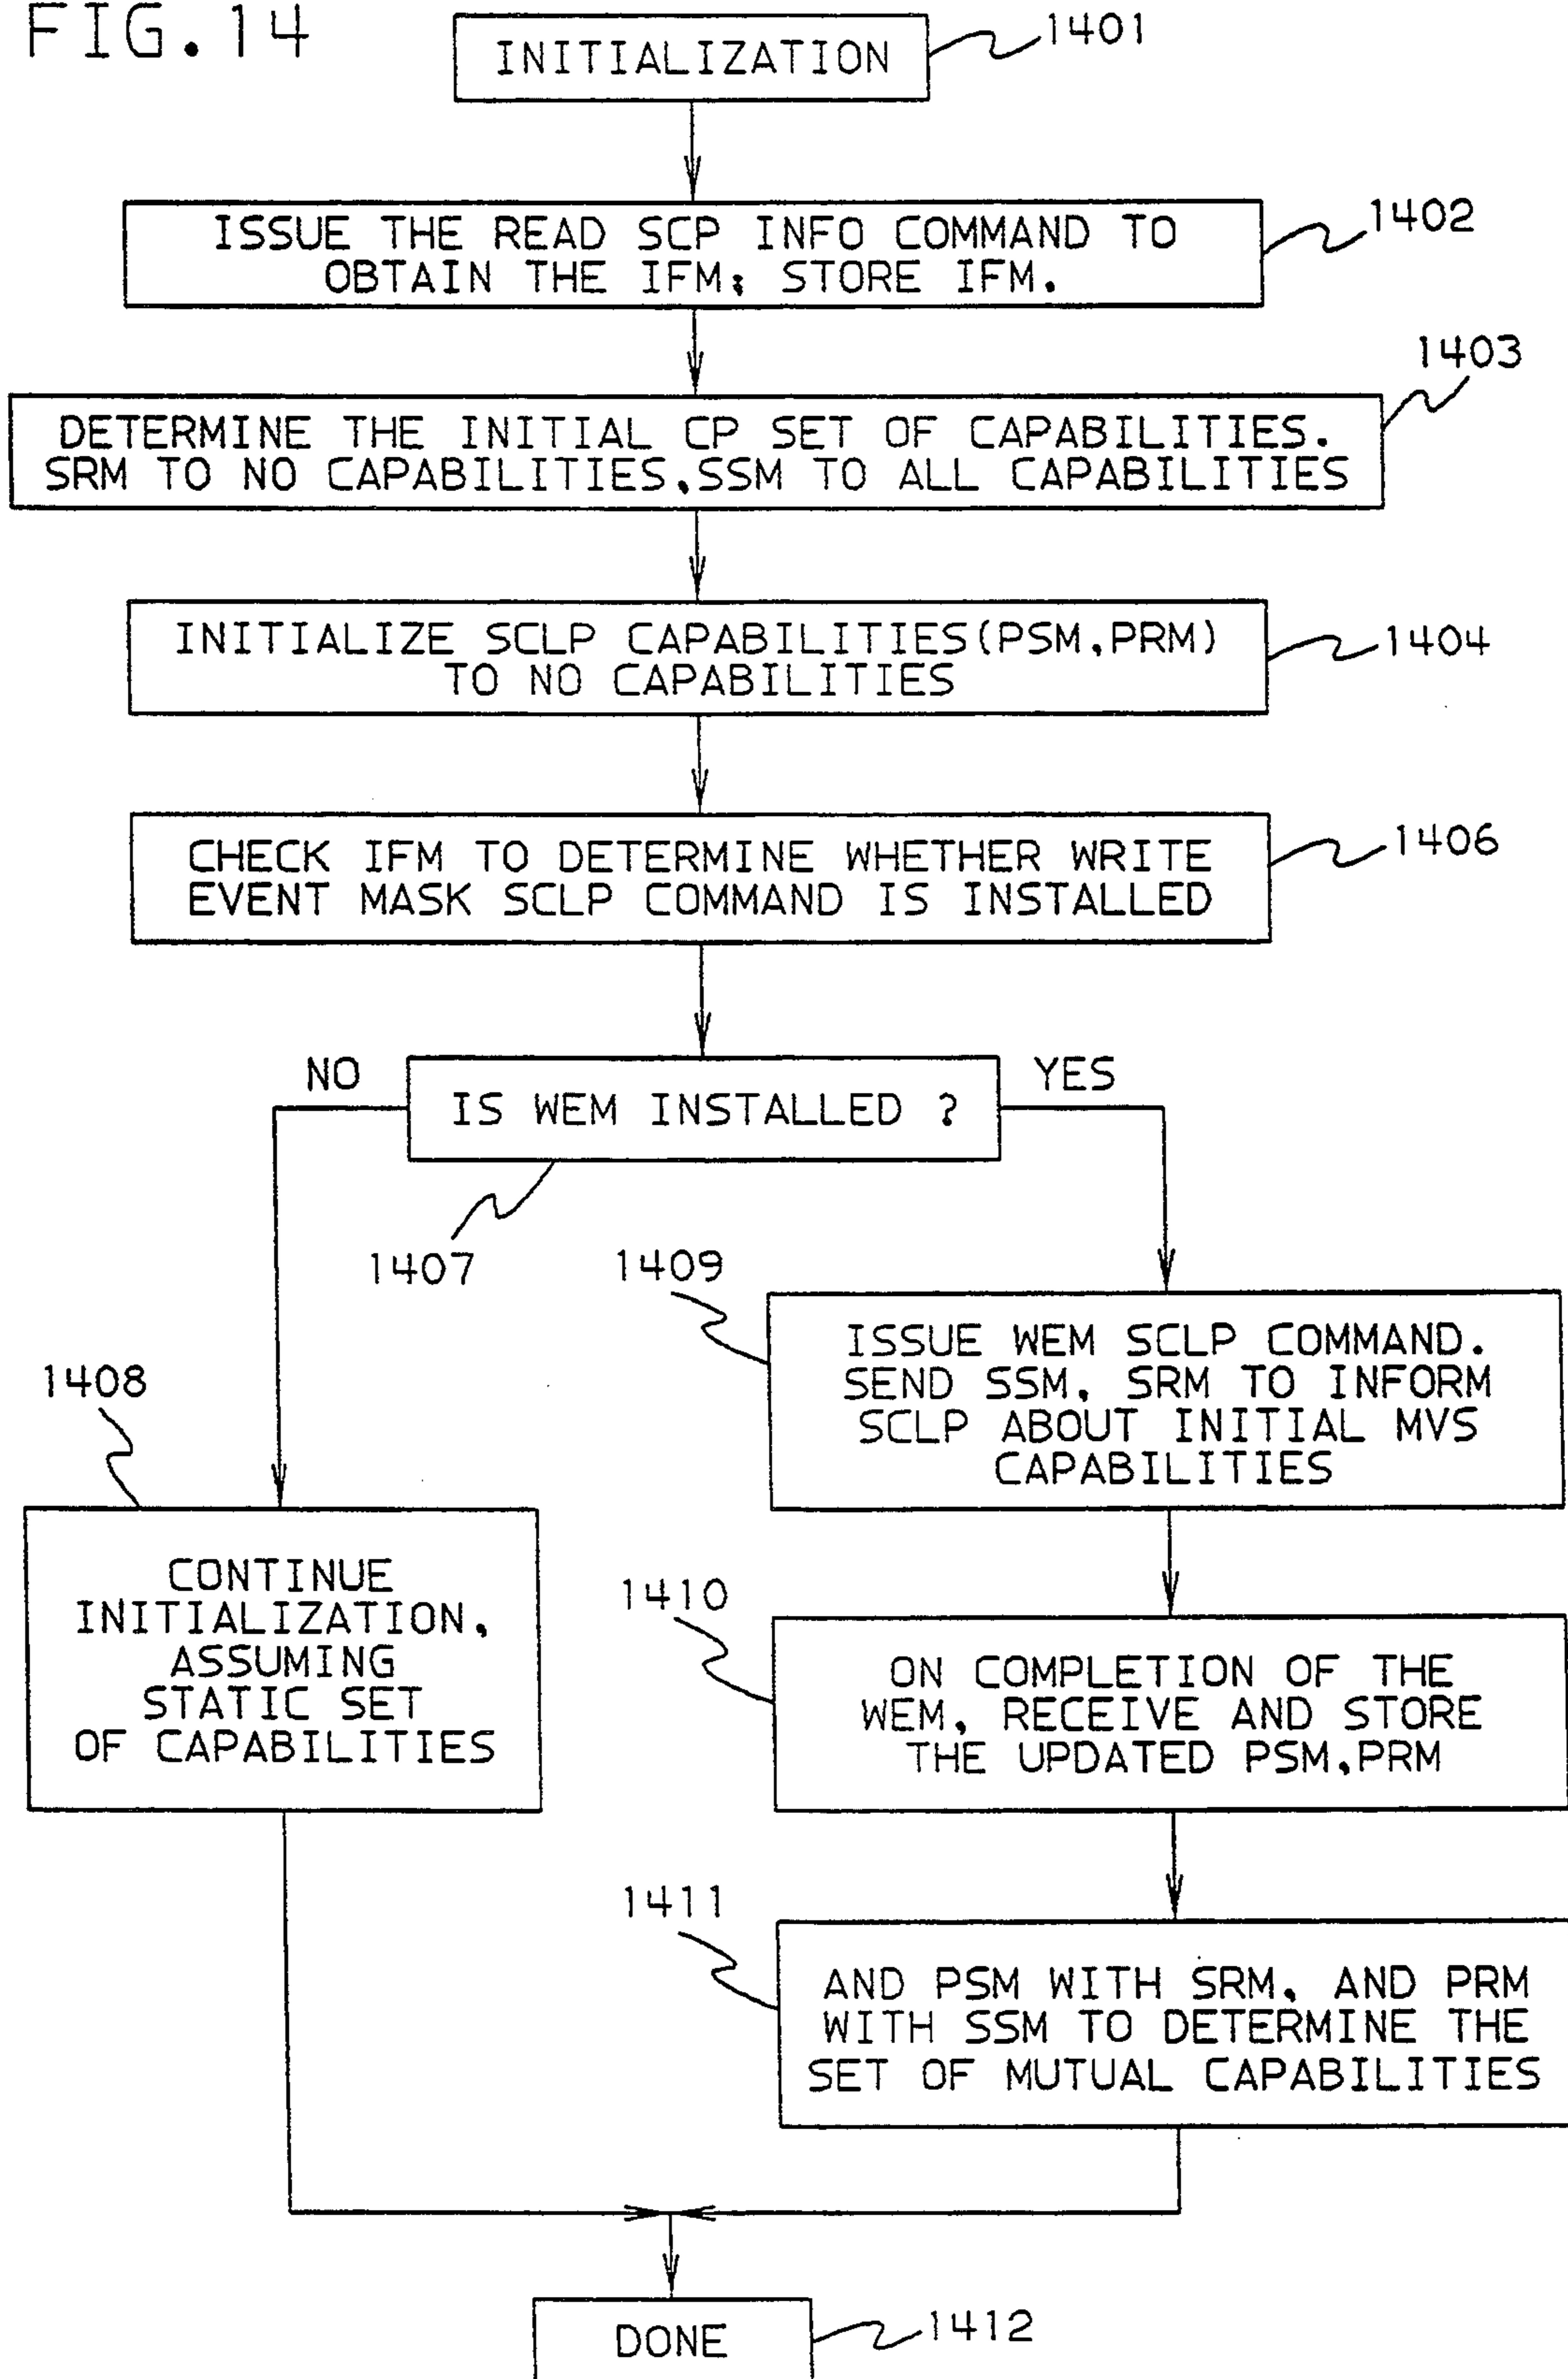 FIG.14
INITIALIZATION
1401
ISSUE THE READ SCP INFO COMMAND TO
OBTAIN THE IFM; STORE IFM.
1402
1403
DETERMINE THE INITIAL CP SET OF CAPABILITIES.
SRM TO NO CAPABILITIES,SSM TO ALL CAPABILITIES
INITIALIZE SCLP CAPABILITIES(PSM,PRM)
TO NO CAPABILITIES
1404
CHECK IFM TO DETERMINE WHETHER WRITE
EVENT MASK SCLP COMMAND IS INSTALLED
1406
NO
YES
IS WEM INSTALLED ?
1407
1409
ISSUE WEM SCLP COMMAND.
SEND SSM, SRM TO INFORM
SCLP ABOUT INITIAL MVS
CAPABILITIES
1408
CONTINUE
INITIALIZATION,
ASSUMING
STATIC SET
OF CAPABILITIES
1410
ON COMPLETION OF THE
WEM, RECEIVE AND STORE
THE UPDATED PSM,PRM
1411
AND PSM WITH SRM, AND PRM
WITH SSM TO DETERMINE THE
SET OF MUTUAL CAPABILITIES
DONE
1412